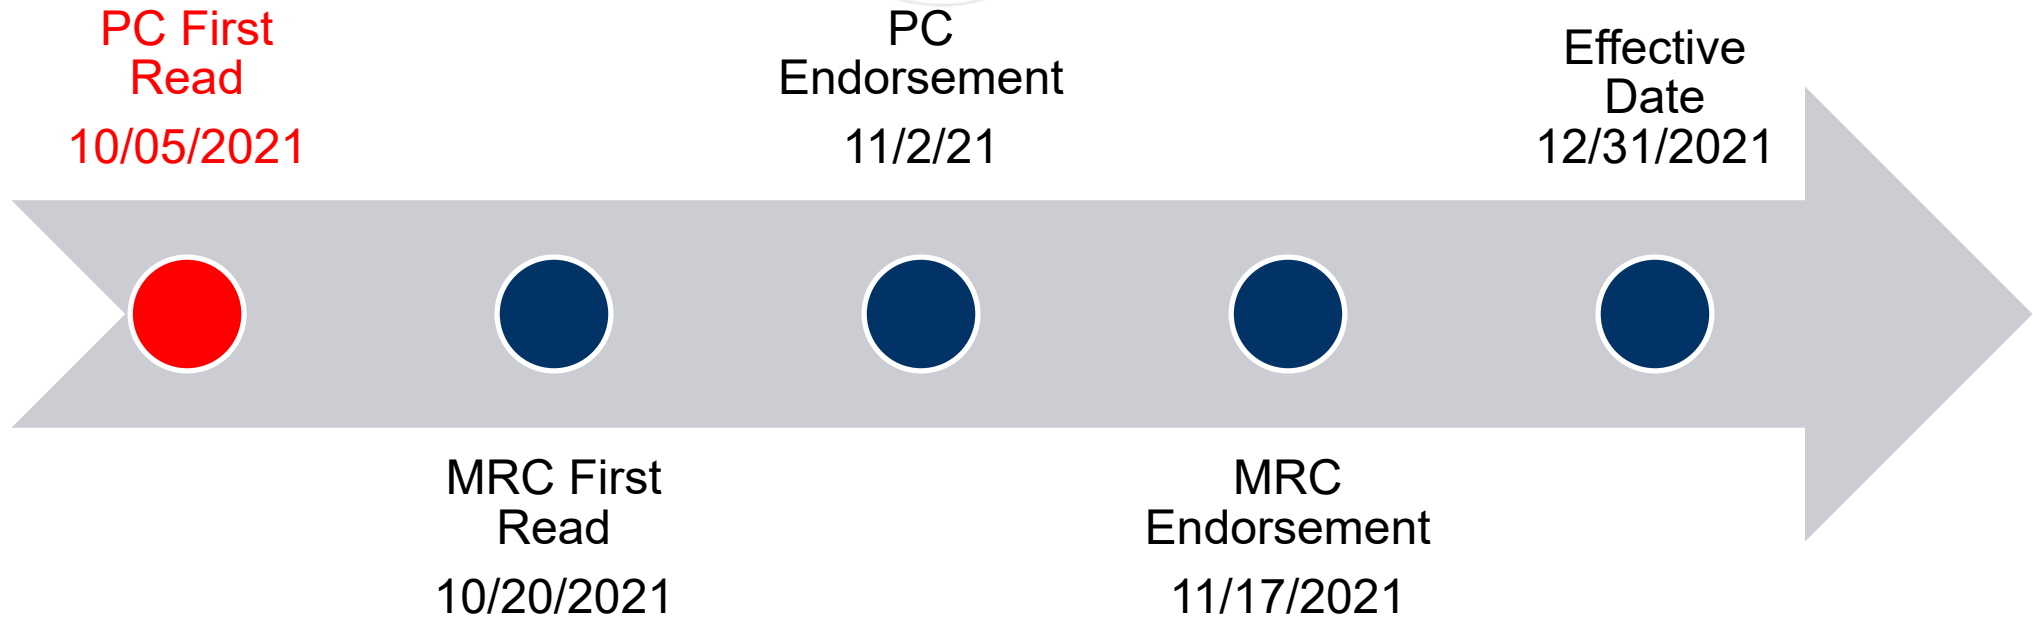 PC First
Read
10/05/2021
MRC First
Read
10/20/2021
PC
Endorsement
11/2/21
MRC
Endorsement
11/17/2021
Effective
Date
12/31/2021